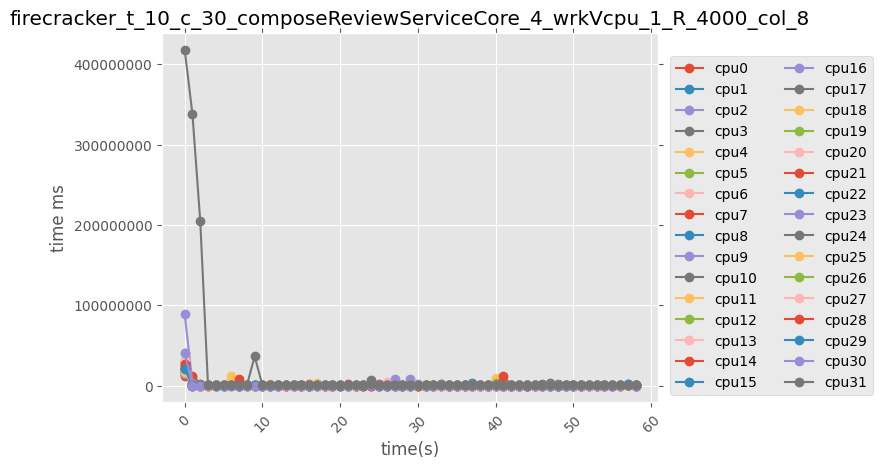 firecracker_t_10_c_30_composeReviewServiceCore_4_wrkVcpu_1_R_4000_col_8
400000000
300000000
200000000
100000000
0
time ms
0 10 20 30 40 50 60
time(s)
cpu0 cpu16
cpu1 cpu17
cpu2 cpu18
cpu3 cpu19
cpu4 cpu20
cpu5 cpu21
cpu6 cpu22
cpu7 cpu23
cpu8 cpu24
cpu9 cpu25
cpu10 cpu26
cpu11 cpu27
cpu12 cpu28
cpu13 cpu29
cpu14 cpu30
cpu15 cpu31